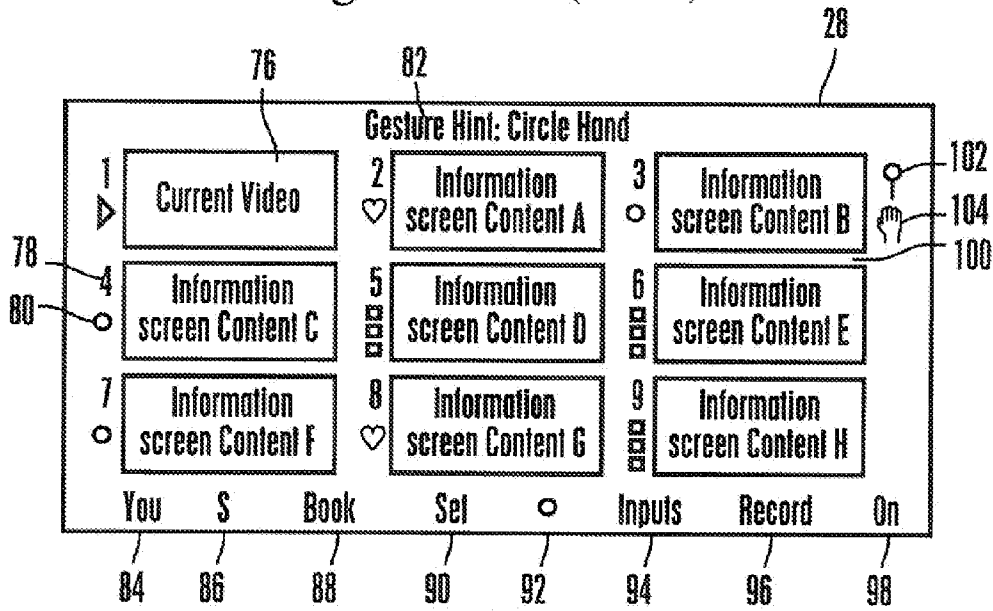 28
76 82
Gesture Hint: Circle Hand
1 Current Video
2 Information
screen Content A
3 Information
screen Content B
102
104
100
78
80
4 Information
screen Content C
5 Information
screen Content D
6 Information
screen Content E
7 Information
screen Content F
8 Information
screen Content G
9 Information
screen Content H
You S Book Sel Inputs Record On
84 86 88 90 92 94 96 98